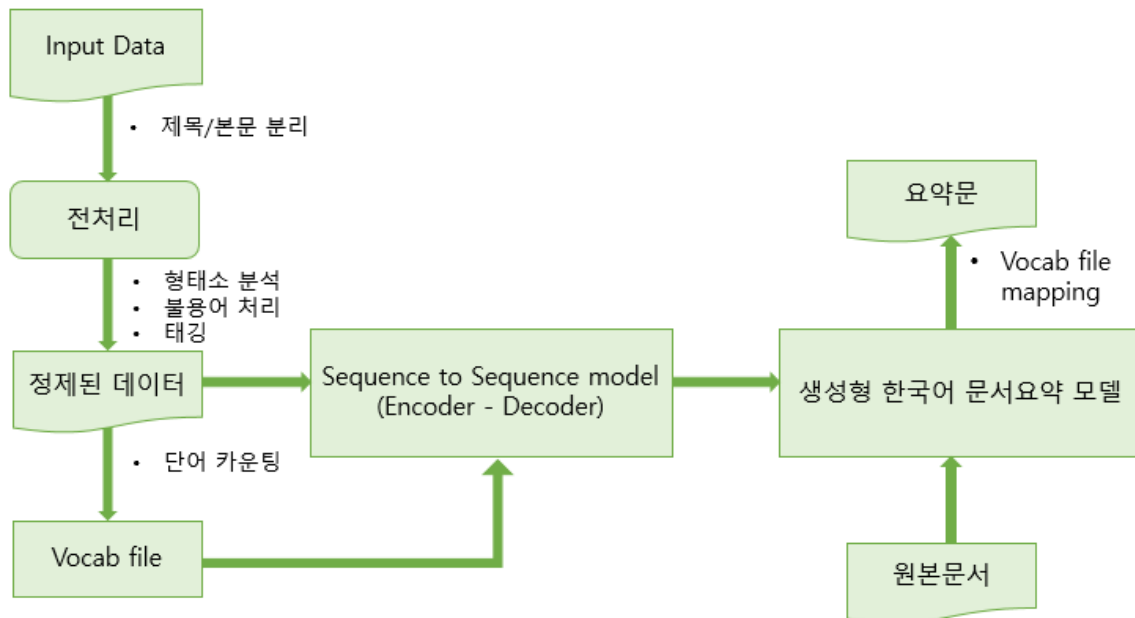 Input Data
• 제목/본문 분리
전처리
• 형태소 분석
• 불용어 처리
• 태깅
정제된 데이터
• 단어 카운팅
Vocab file
Sequence to Sequence model
(Encoder - Decoder)
요약문
• Vocab file
mapping
생성형 한국어 문서요약 모델
원본문서